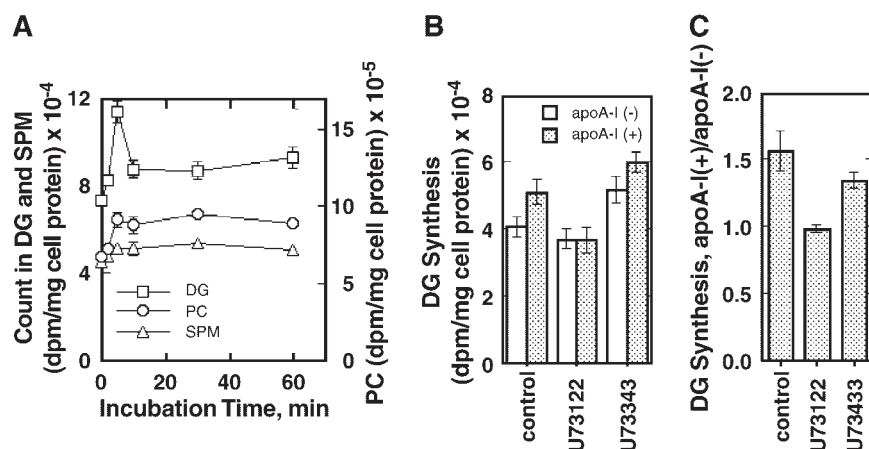 A
Count in DG and SPM
(dpm/mg cell protein) x 10-4
12
8
4
0
15
10
5
0
PC (dpm/mg cell protein) x 10-5
DG
PC
SPM
0 20 40 60
Incubation Time, min
B
DG Synthesis
(dpm/mg cell protein) x 10-4
8
6
4
2
0
apoA-I (-)
apoA-I (+)
control
U73122
U73343
C
DG Synthesis, apoA-I(+)/apoA-I(-)
2.0
1.5
1.0
0.5
0.0
control
U73122
U73433